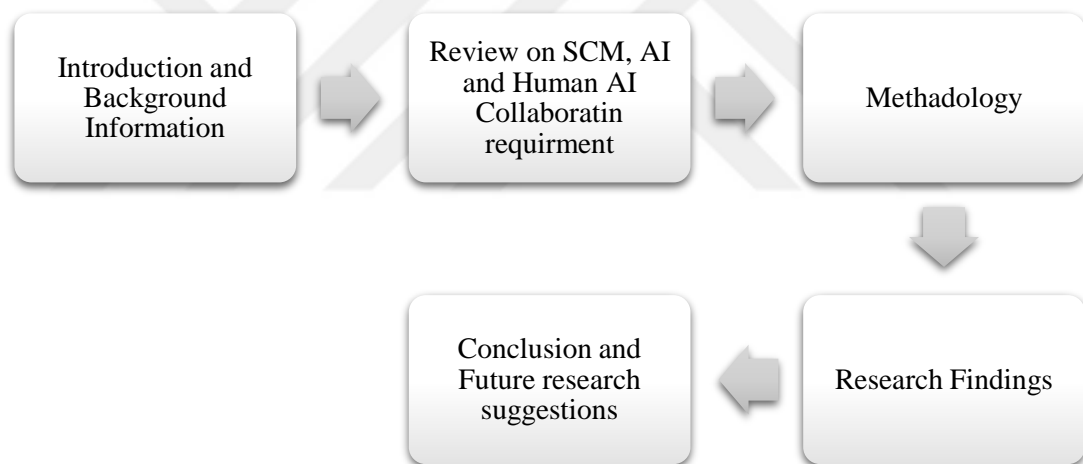 Introduction and
Background
Information
Review on SCM, AI
and Human AI
Collaboratin
requirment
Methadology
Research Findings
Conclusion and
Future research
suggestions